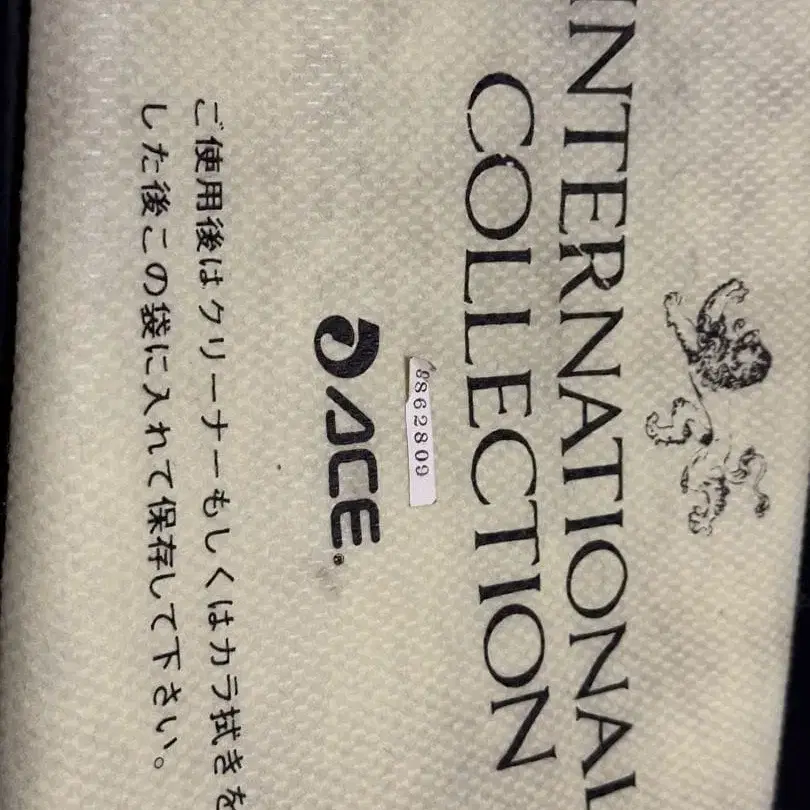 INTERNATIONAL
COLLECTION
8862809
ACE®
ご使用後はクリーナーもしくはカラ拭きを
した後この袋に入れて保存して下さい。